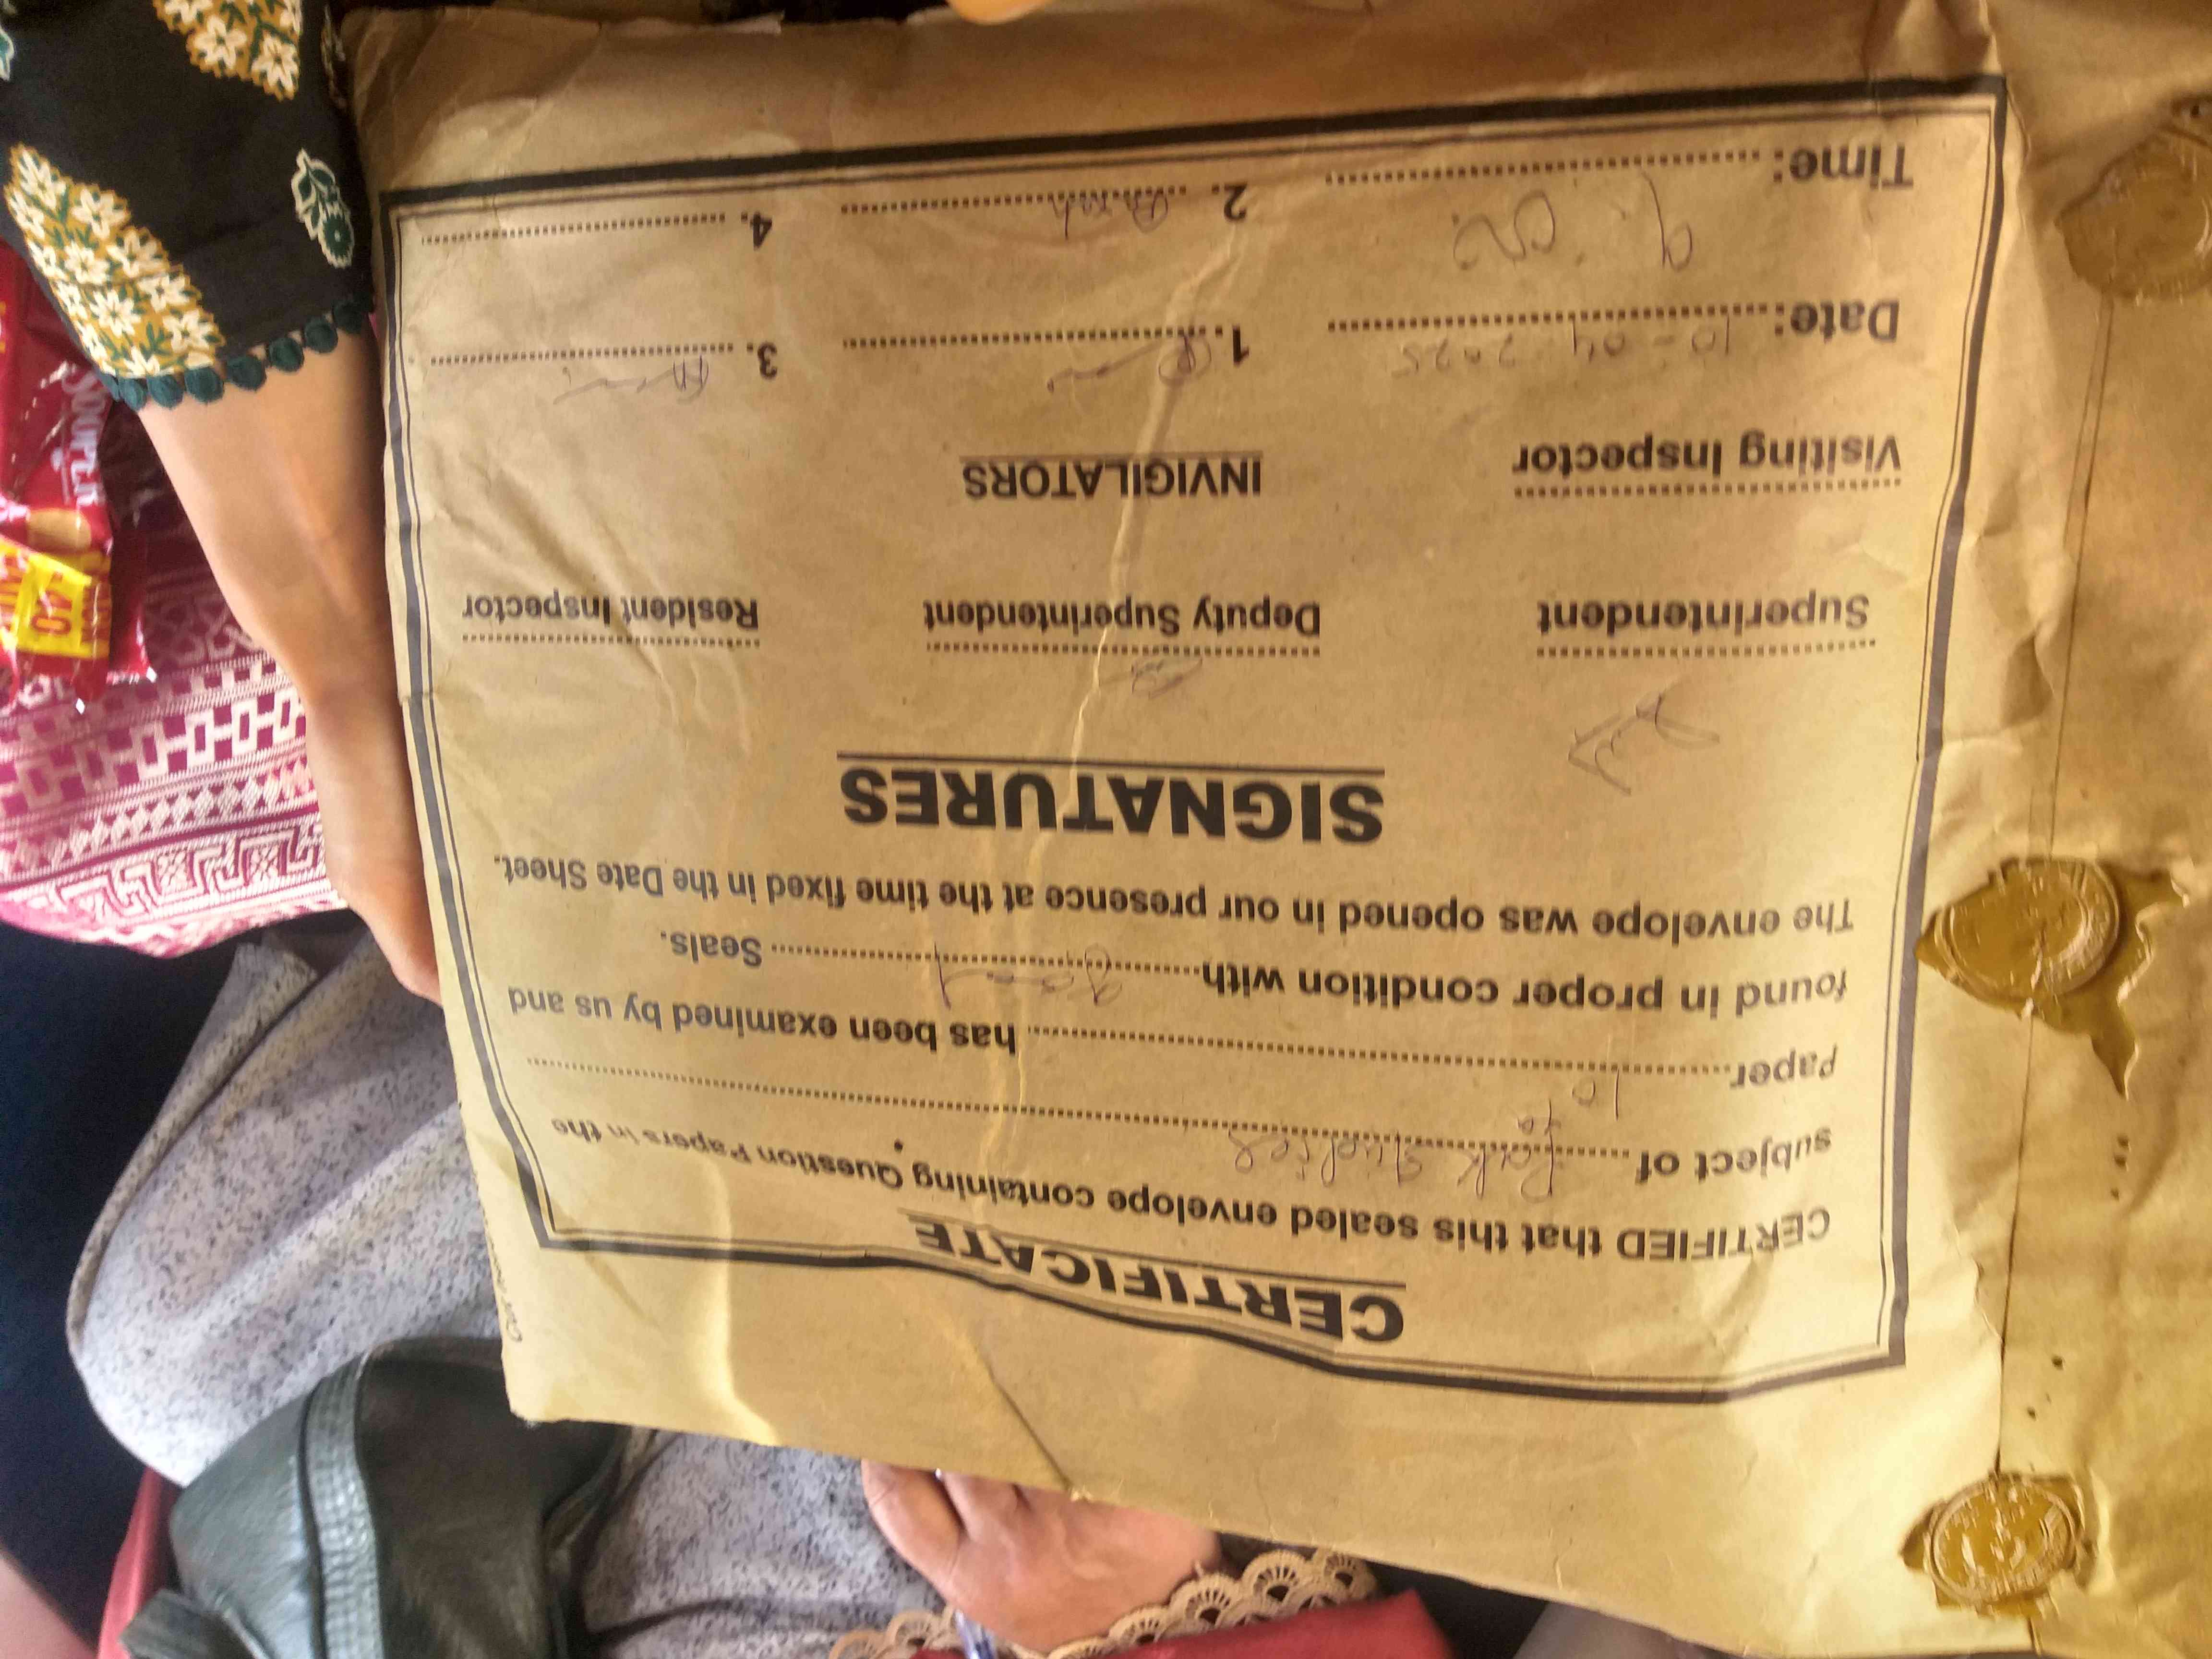 CERTIFICATE
CERTIFIED that this sealed envelope containing Question Papers in the
subject of Pak Studies
Paper 10 has been examined by us and
found in proper condition with Good Seals.
The envelope was opened in our presence at the time fixed in the Date Sheet.
SIGNATURES
Superintendent Deputy Superintendent Resident Inspector
Visiting Inspector INVIGILATORS
Date: 10-04-2025 1. 3.
Time: 2. 4.
Sooper